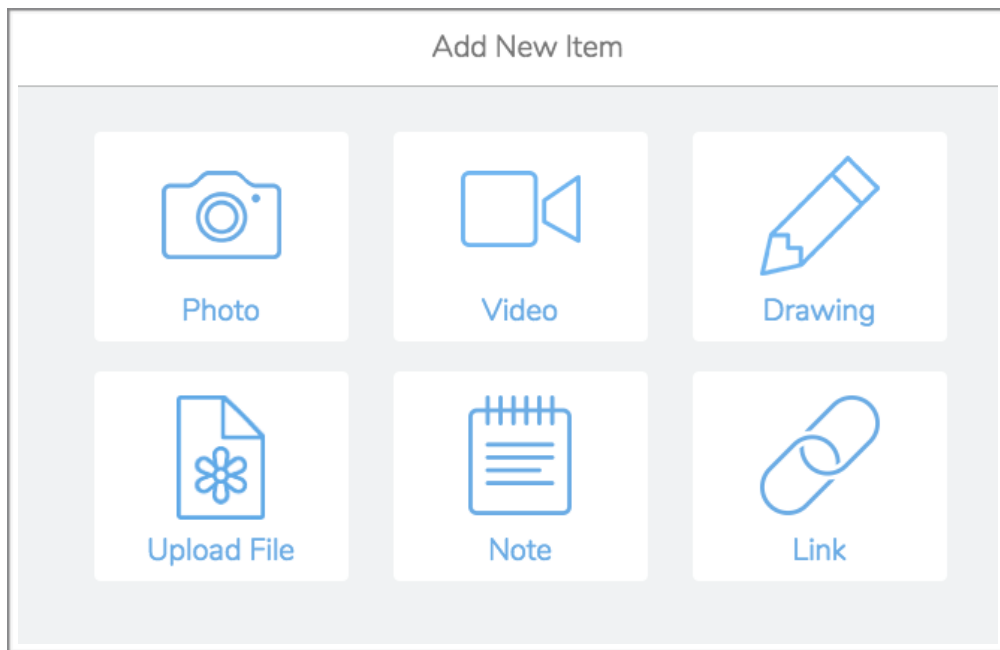 Add New Item
Photo
Video
Drawing
Upload File
Note
Link